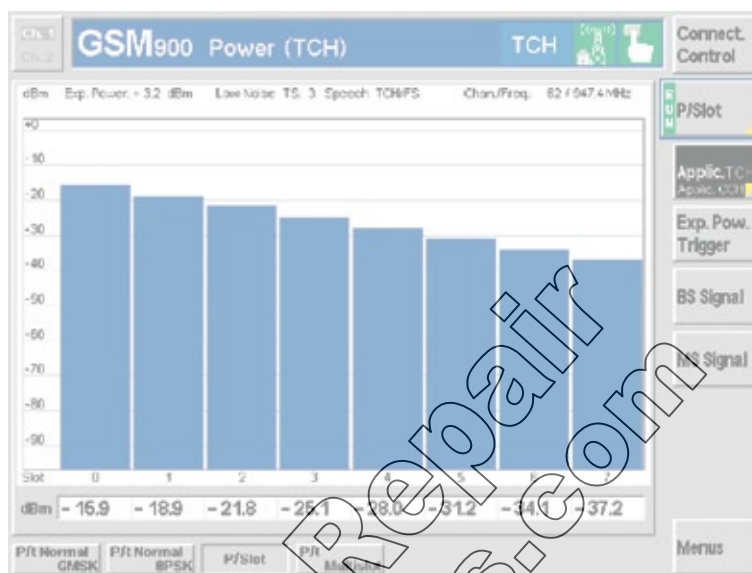 Ch. 2
GSM900 Power (TCH) TCH
Connect. Control
dBm Exp. Power: - 3.2 dBm Low Noise TS. 3 Speech TCH/FS Chan./Freq. 62 / 947.4 MHz
RUN
P/Slot
Applic. TCH
Applic. CCH
Exp. Pow. Trigger
BS Signal
MS Signal
Menus
+0
-10
-20
-30
-40
-50
-60
-70
-80
-90
Slot 0 1 2 3 4 5 6 7
dBm -15.9 -18.9 -21.8 -25.1 -28.0 -31.2 -34.1 -37.2
P/t Normal GMSK
P/t Normal 8PSK
P/Slot
P/t Multislot
Repair
.com